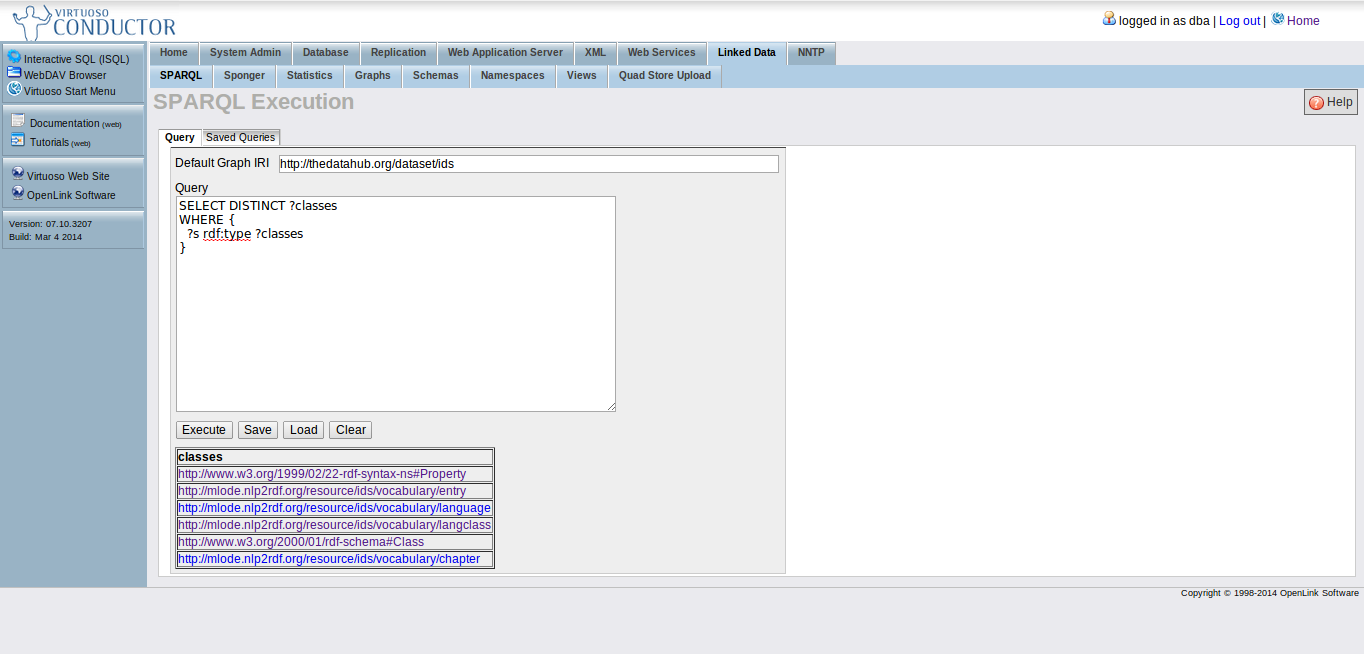 VIRTUOSO
CONDUCTOR
logged in as dba | Log out | Home
Interactive SQL (ISQL)
WebDAV Browser
Virtuoso Start Menu
Documentation (web)
Tutorials (web)
Virtuoso Web Site
OpenLink Software
Version: 07.10.3207
Build: Mar 4 2014
Home System Admin Database Replication Web Application Server XML Web Services Linked Data NNTP
SPARQL Sponger Statistics Graphs Schemas Namespaces Views Quad Store Upload
SPARQL Execution
Help
Query Saved Queries
Default Graph IRI http://thedatahub.org/dataset/ids
Query
SELECT DISTINCT ?classes
WHERE {
?s rdf:type ?classes
}
Execute Save Load Clear
classes
http://www.w3.org/1999/02/22-rdf-syntax-ns#Property
http://mlode.nlp2rdf.org/resource/ids/vocabulary/entry
http://mlode.nlp2rdf.org/resource/ids/vocabulary/language
http://mlode.nlp2rdf.org/resource/ids/vocabulary/langclass
http://www.w3.org/2000/01/rdf-schema#Class
http://mlode.nlp2rdf.org/resource/ids/vocabulary/chapter
Copyright © 1998-2014 OpenLink Software